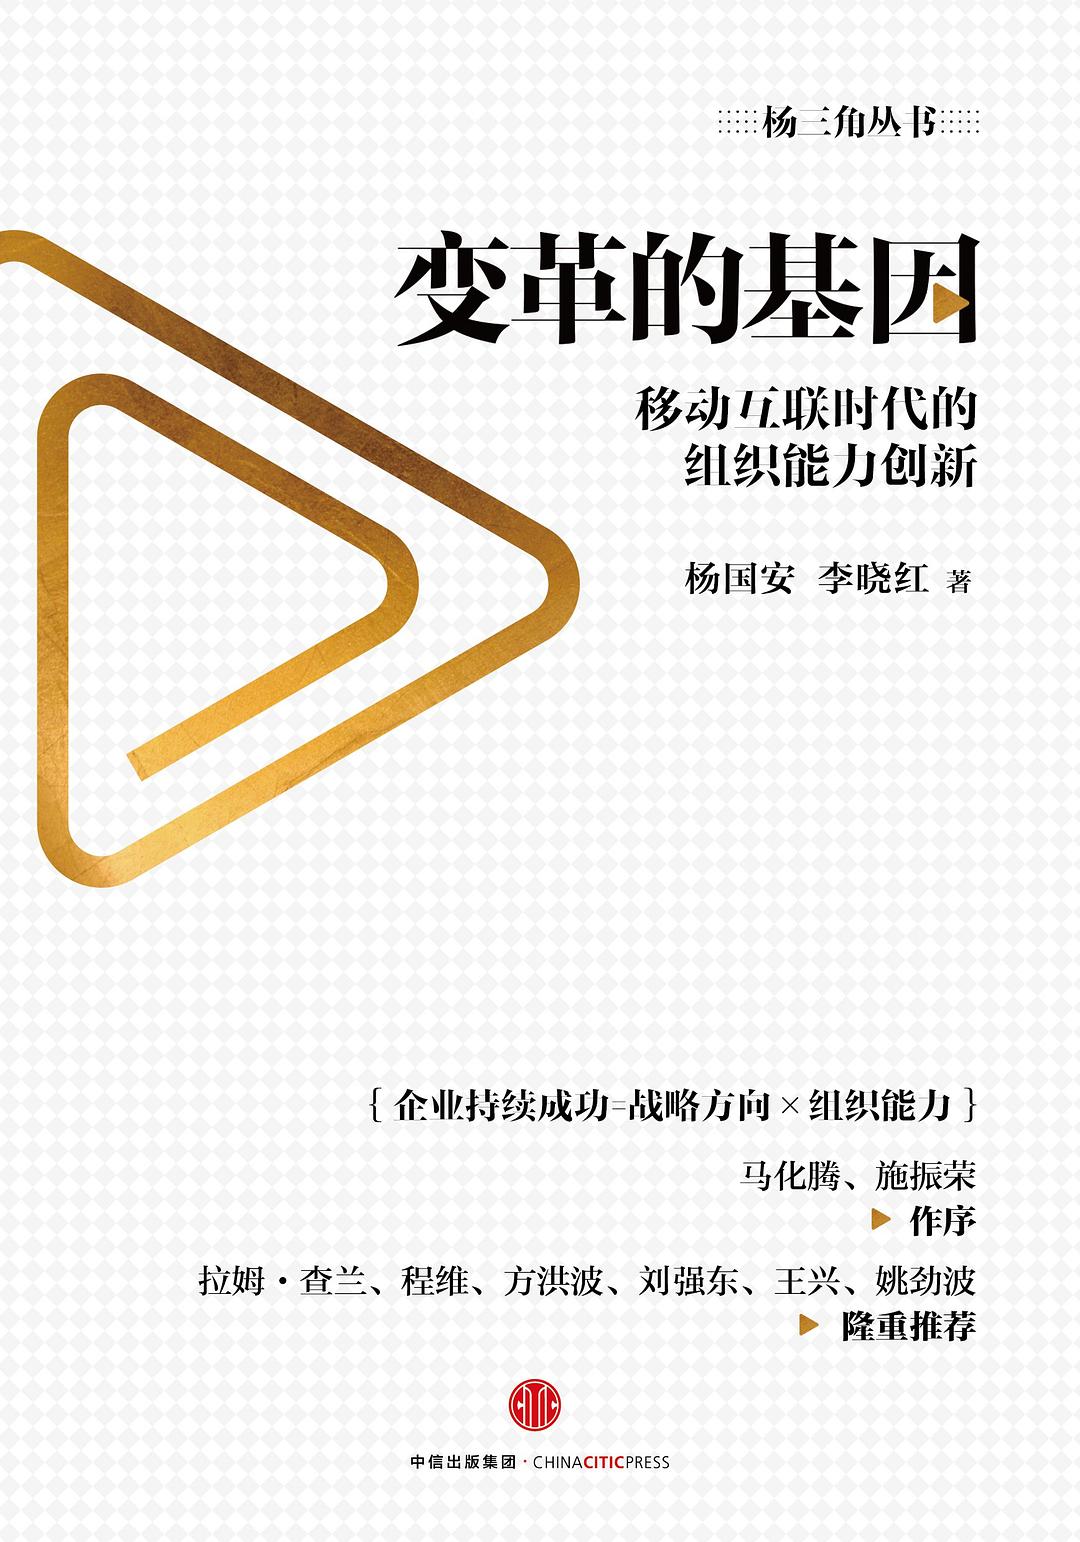 杨三角丛书
变革的基因
移动互联时代的
组织能力创新
杨国安 李晓红 著
{ 企业持续成功=战略方向×组织能力 }
马化腾、施振荣
作序
拉姆·查兰、程维、方洪波、刘强东、王兴、姚劲波
隆重推荐
中信出版集团·CHINACITICPRESS